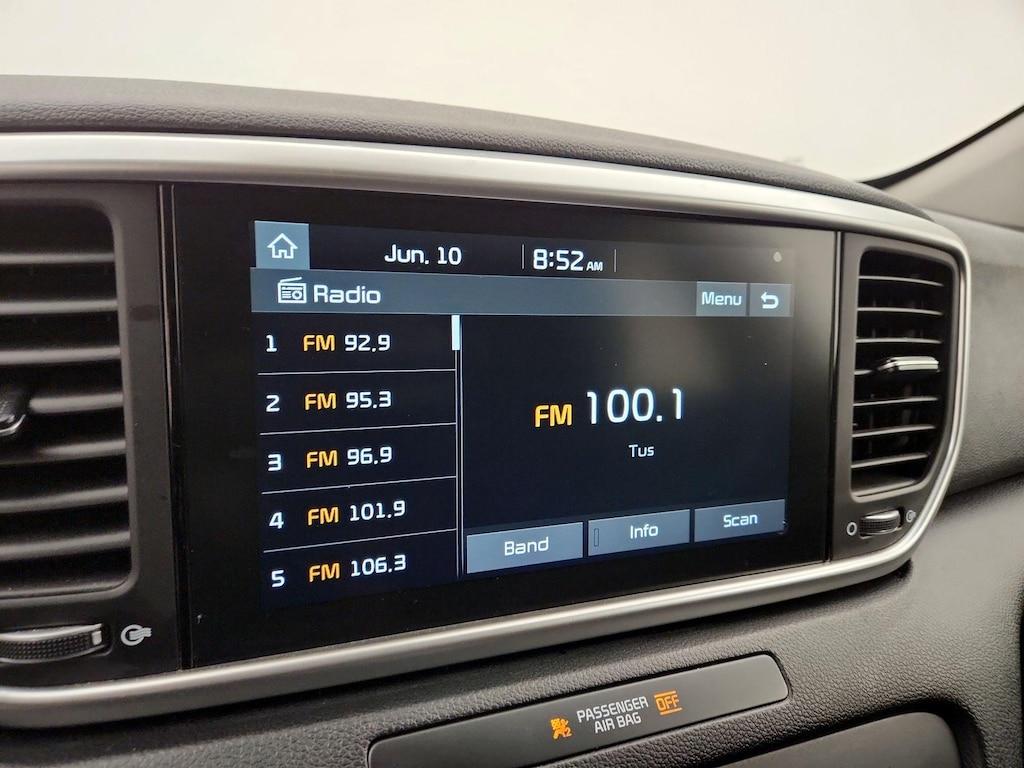 Jun. 10
8:52 AM
Radio
Menu
1 FM 92.9
2 FM 95.3
3 FM 96.9
4 FM 101.9
5 FM 106.3
FM 100.1
Tus
Band
Info
Scan
PASSENGER
AIR BAG
OFF
2